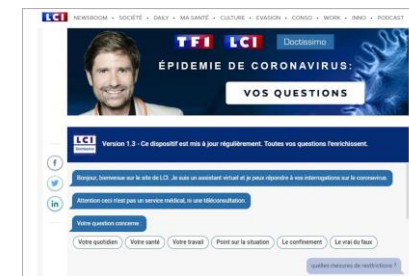 LCI NEWSROOM • SOCIÉTÉ • DAILY • MA SANTÉ • CULTURE • EVASION • CONSO • WORK • INNO • PODCAST
TF1 LCI Doctissimo
ÉPIDEMIE DE CORONAVIRUS:
VOS QUESTIONS
LCI Doctissimo Version 1.3 - Ce dispositif est mis à jour régulièrement. Toutes vos questions l'enrichissent.
Bonjour, bienvenue sur le site de LCI. Je suis un assistant virtuel et je peux répondre à vos interrogations sur le coronavirus.
Attention ceci n'est pas un service médical, ni une téléconsultation.
Votre question concerne
Votre quotidien Votre santé Votre travail Point sur la situation Le confinement Le vrai du faux
quelles mesures de restrictions ?